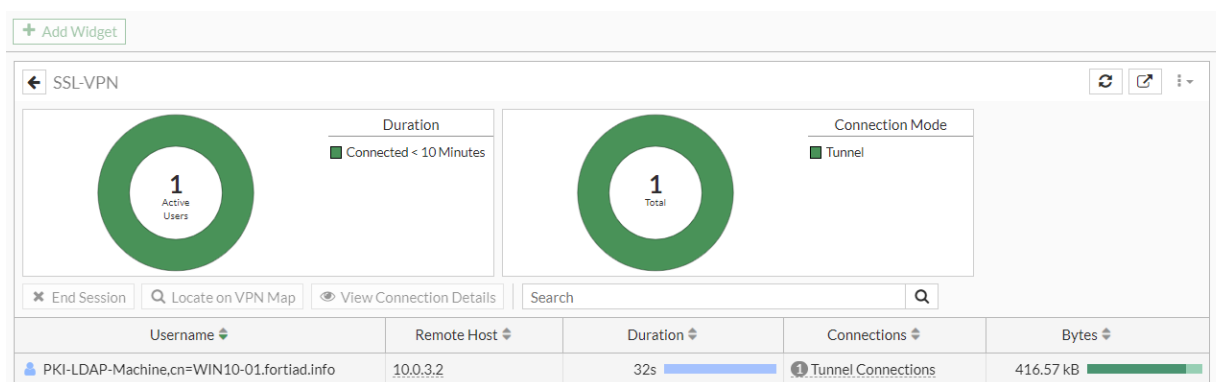 Add Widget
SSL-VPN
Duration
Connected < 10 Minutes
1
Active
Users
Connection Mode
Tunnel
1
Total
End Session Locate on VPN Map View Connection Details Search
Username Remote Host Duration Connections Bytes
PKI-LDAP-Machine,cn=WIN10-01.fortiad.info 10.0.3.2 32s 1 Tunnel Connections 416.57 kB